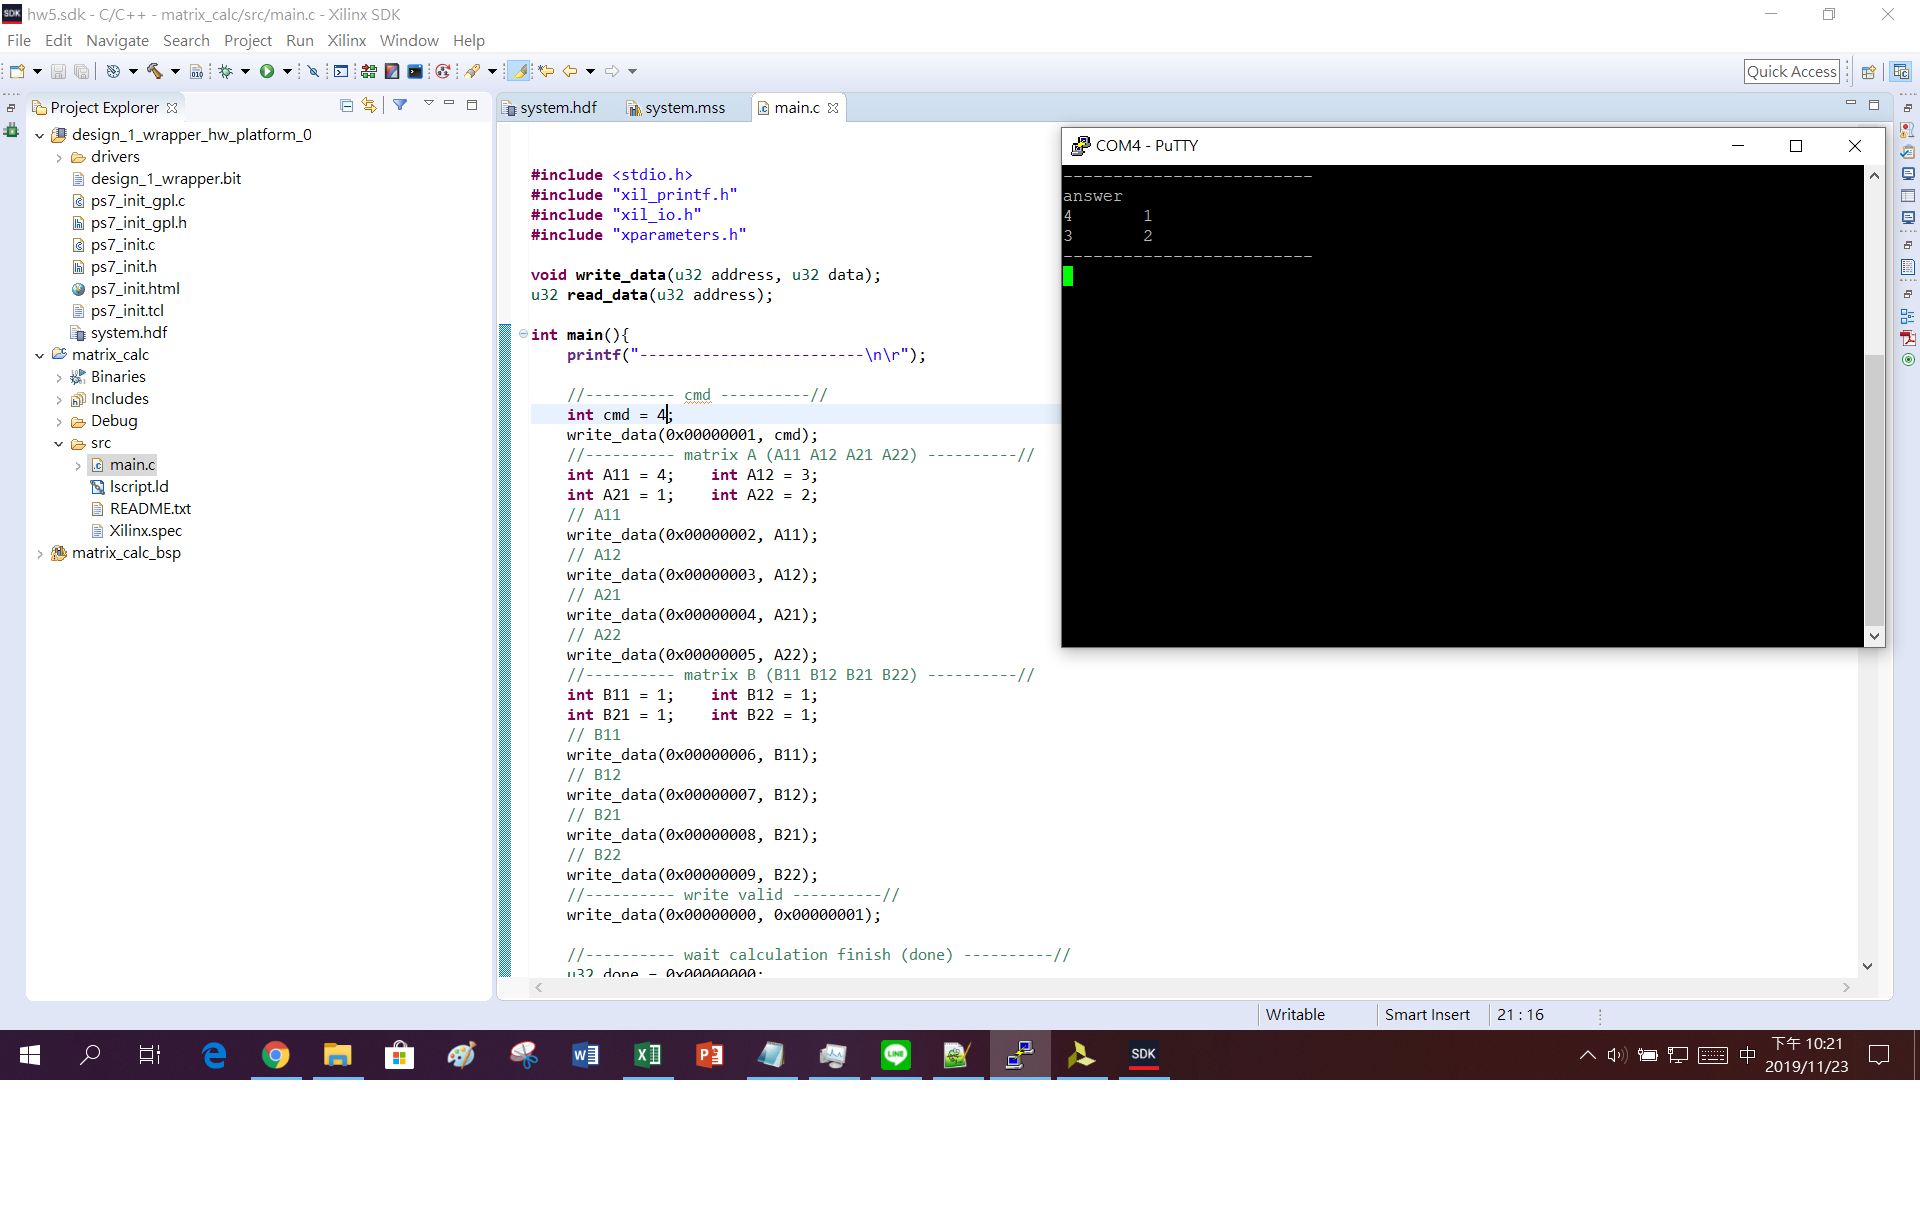 hw5.sdk - C/C++ - matrix_calc/src/main.c - Xilinx SDK
File Edit Navigate Search Project Run Xilinx Window Help
Quick Access
Project Explorer
design_1_wrapper_hw_platform_0
drivers
design_1_wrapper.bit
ps7_init_gpl.c
ps7_init_gpl.h
ps7_init.c
ps7_init.h
ps7_init.html
ps7_init.tcl
system.hdf
matrix_calc
Binaries
Includes
Debug
src
main.c
lscript.ld
README.txt
Xilinx.spec
matrix_calc_bsp
system.hdf system.mss main.c
#include <stdio.h>
#include "xil_printf.h"
#include "xil_io.h"
#include "xparameters.h"
void write_data(u32 address, u32 data);
u32 read_data(u32 address);
int main(){
printf("-------------------------\n\r");
//---------- cmd ----------//
int cmd = 4;
write_data(0x00000001, cmd);
//---------- matrix A (A11 A12 A21 A22) ----------//
int A11 = 4;    int A12 = 3;
int A21 = 1;    int A22 = 2;
// A11
write_data(0x00000002, A11);
// A12
write_data(0x00000003, A12);
// A21
write_data(0x00000004, A21);
// A22
write_data(0x00000005, A22);
//---------- matrix B (B11 B12 B21 B22) ----------//
int B11 = 1;    int B12 = 1;
int B21 = 1;    int B22 = 1;
// B11
write_data(0x00000006, B11);
// B12
write_data(0x00000007, B12);
// B21
write_data(0x00000008, B21);
// B22
write_data(0x00000009, B22);
//---------- write valid ----------//
write_data(0x00000000, 0x00000001);
//---------- wait calculation finish (done) ----------//
u32 done = 0x00000000;
COM4 - PuTTY
-------------------------
answer
4 1
3 2
-------------------------
Writable Smart Insert 21 : 16
SDK
中
下午 10:21
2019/11/23